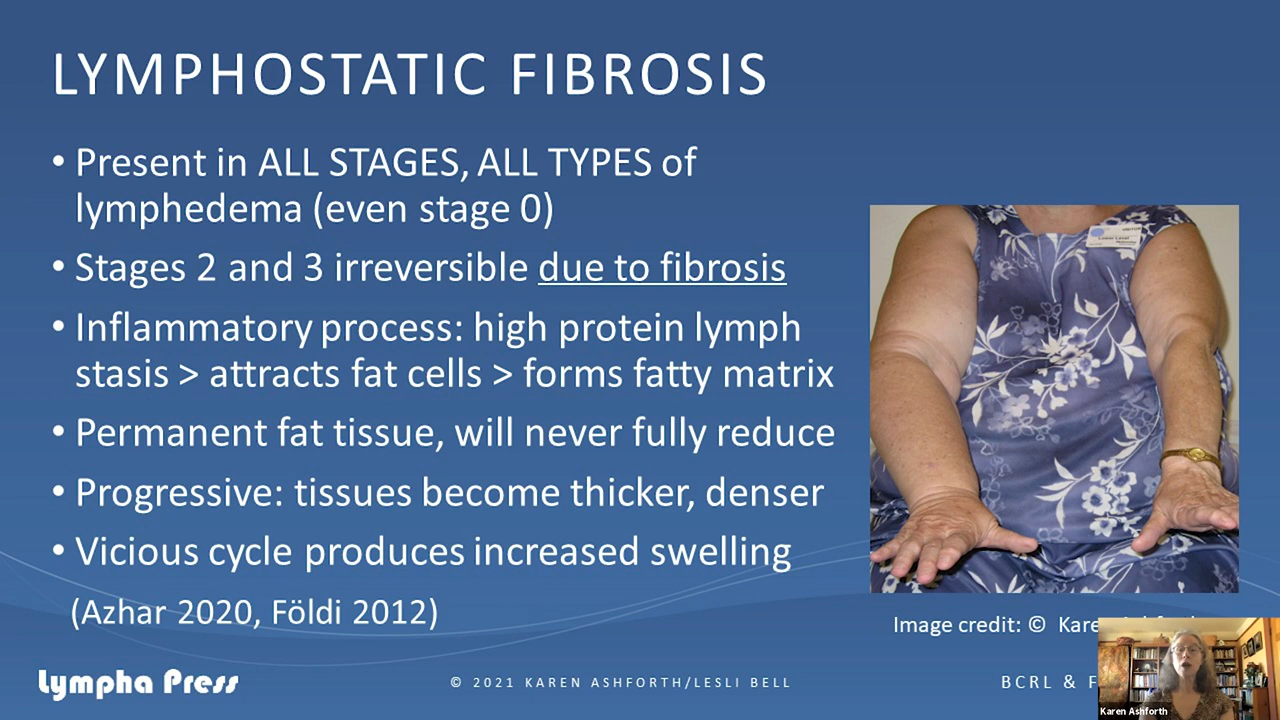 LYMPHOSTATIC FIBROSIS
• Present in ALL STAGES, ALL TYPES of
lymphedema (even stage 0)
• Stages 2 and 3 irreversible due to fibrosis
• Inflammatory process: high protein lymph
stasis > attracts fat cells > forms fatty matrix
• Permanent fat tissue, will never fully reduce
• Progressive: tissues become thicker, denser
• Vicious cycle produces increased swelling
(Azhar 2020, Földi 2012)
VISITOR
Lower Level
Image credit: ©
Lympha Press
© 2021 KAREN ASHFORTH/LESLI BELL
BCRL & F
Karen Ashforth